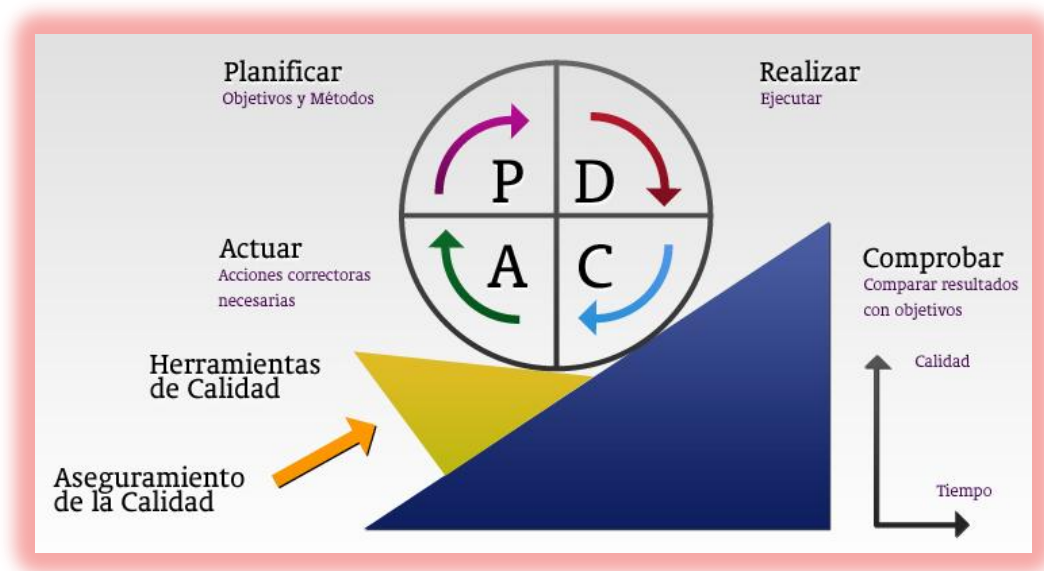 Planificar
Objetivos y Métodos
Realizar
Ejecutar
P
D
A
C
Actuar
Acciones correctoras
necesarias
Comprobar
Comparar resultados
con objetivos
Herramientas
de Calidad
Aseguramiento
de la Calidad
Calidad
Tiempo